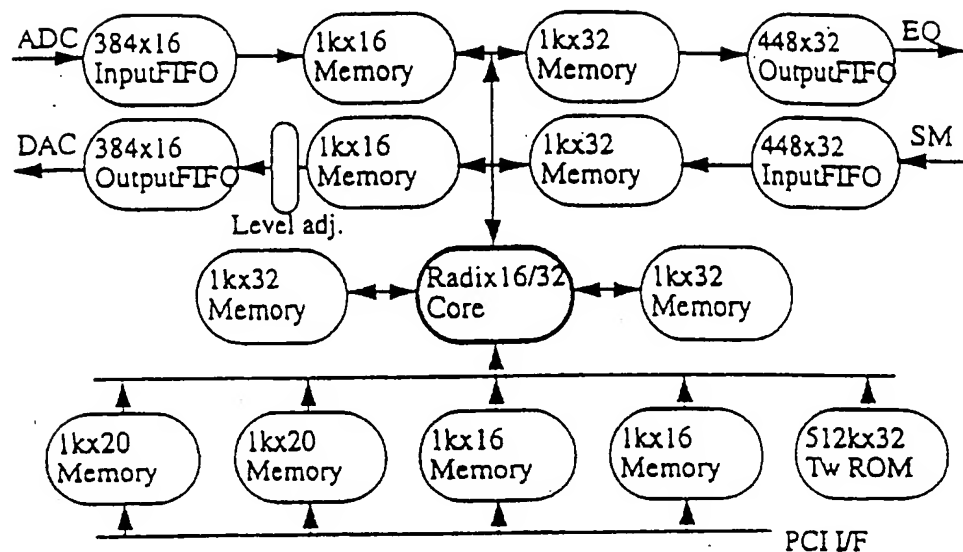 ADC
384x16
InputFIFO
1kx16
Memory
1kx32
Memory
448x32
OutputFIFO
EQ
DAC
384x16
OutputFIFO
Level adj.
1kx16
Memory
1kx32
Memory
448x32
InputFIFO
SM
1kx32
Memory
Radix16/32
Core
1kx32
Memory
1kx20
Memory
1kx20
Memory
1kx16
Memory
1kx16
Memory
512kx32
Tw ROM
PCI I/F